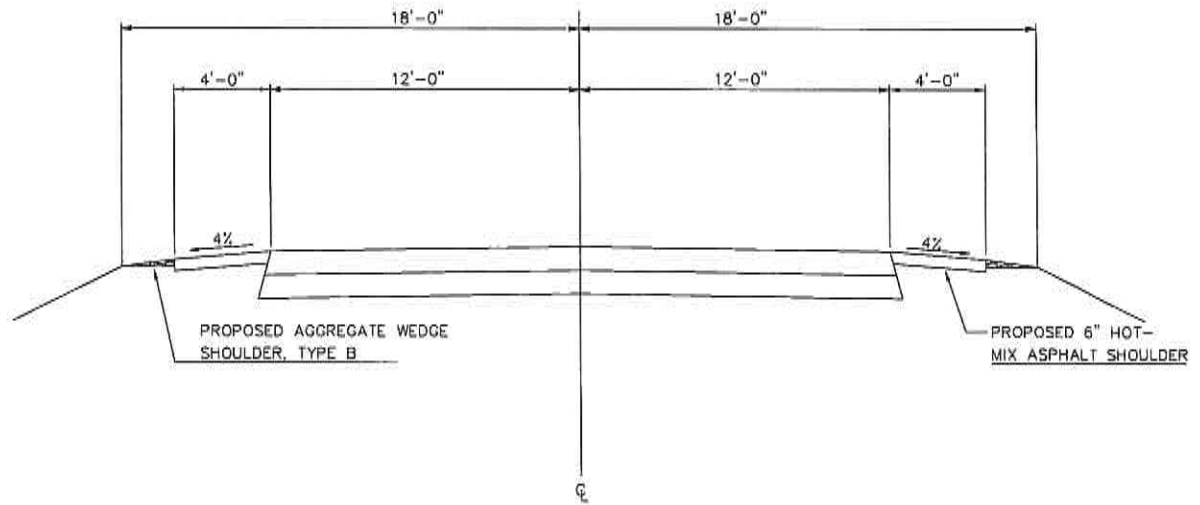 18'-0" 18'-0"
4'-0" 12'-0" 12'-0" 4'-0"
4% 4%
PROPOSED AGGREGATE WEDGE
SHOULDER, TYPE B
PROPOSED 6" HOT-
MIX ASPHALT SHOULDER
℄